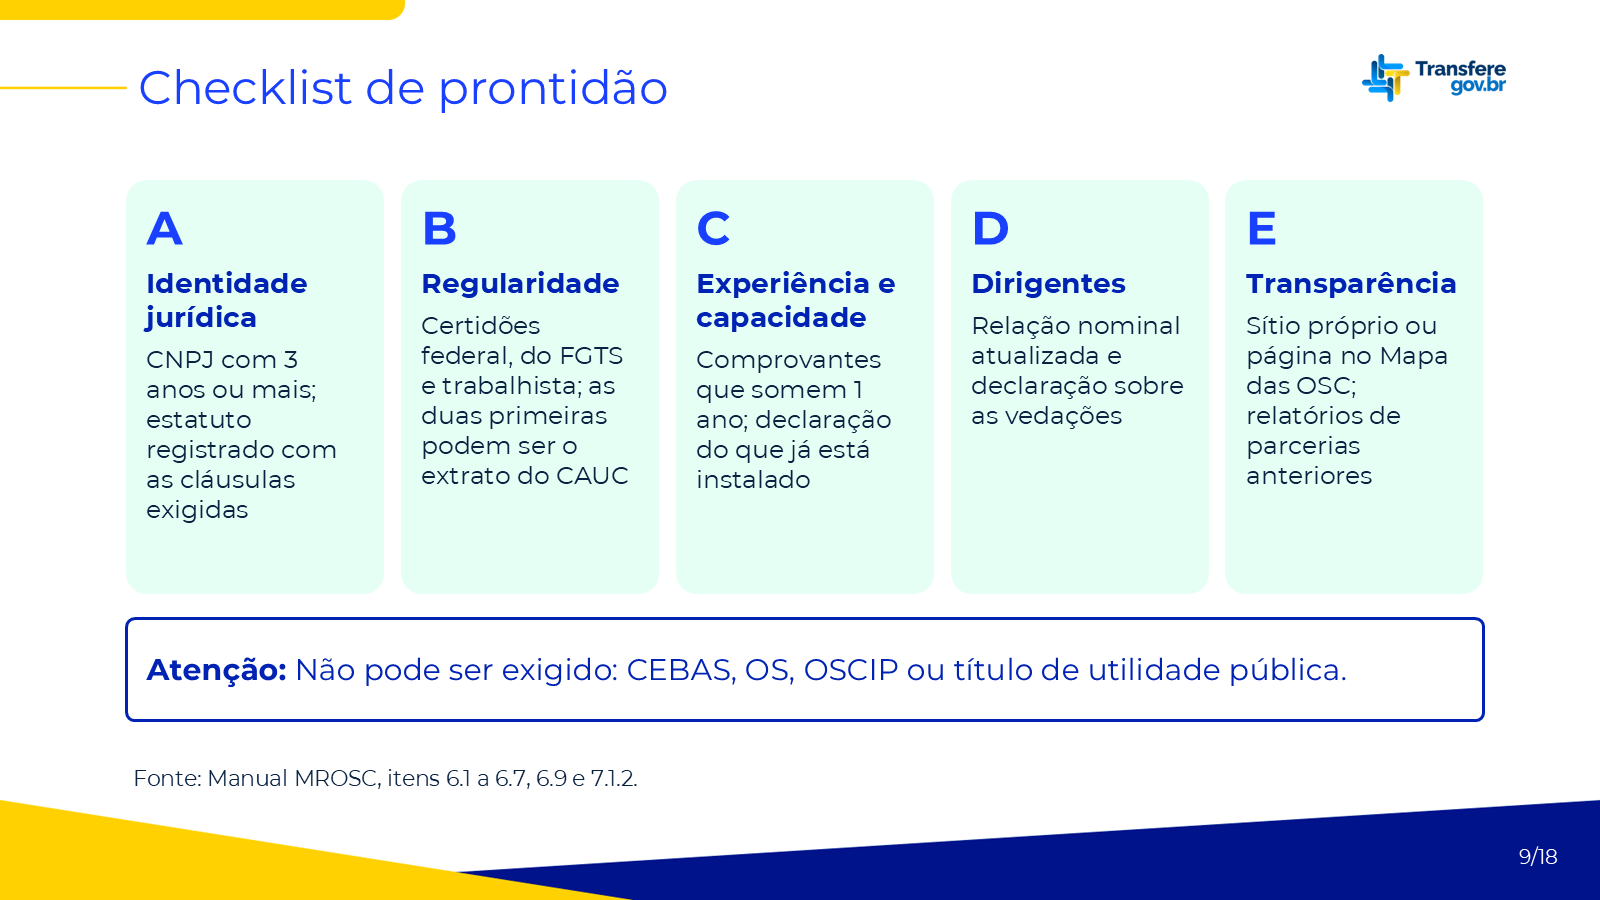 Checklist de prontidão
Transfere
gov.br
A
Identidade
jurídica
CNPJ com 3
anos ou mais;
estatuto
registrado com
as cláusulas
exigidas
B
Regularidade
Certidões
federal, do FGTS
e trabalhista; as
duas primeiras
podem ser o
extrato do CAUC
C
Experiência e
capacidade
Comprovantes
que somem 1
ano; declaração
do que já está
instalado
D
Dirigentes
Relação nominal
atualizada e
declaração sobre
as vedações
E
Transparência
Sítio próprio ou
página no Mapa
das OSC;
relatórios de
parcerias
anteriores
Atenção: Não pode ser exigido: CEBAS, OS, OSCIP ou título de utilidade pública.
Fonte: Manual MROSC, itens 6.1 a 6.7, 6.9 e 7.1.2.
9/18